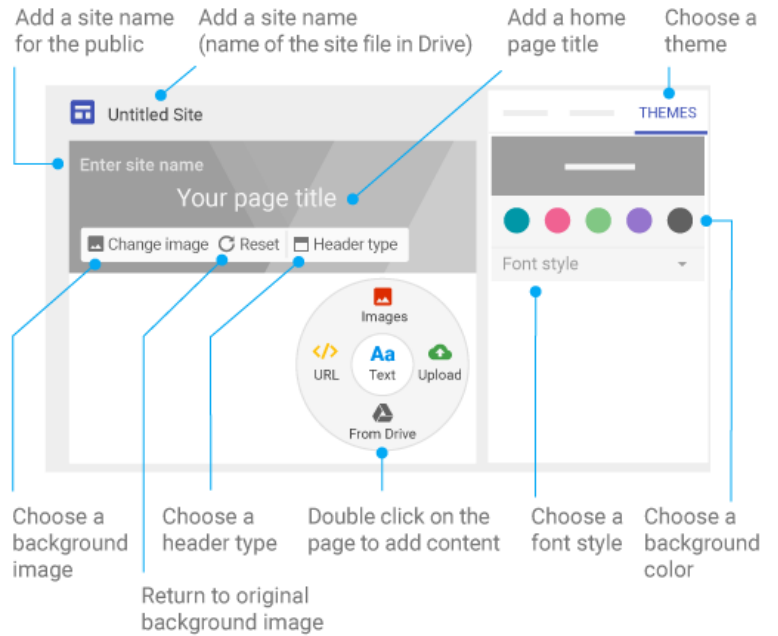 Add a site name
for the public
Add a site name
(name of the site file in Drive)
Add a home
page title
Choose a
theme
Untitled Site
THEMES
Enter site name
Your page title
Change image
Reset
Header type
Font style
Images
</>
URL
Aa
Text
Upload
From Drive
Choose a
background
image
Choose a
header type
Double click on the
page to add content
Choose a
font style
Choose a
background
color
Return to original
background image